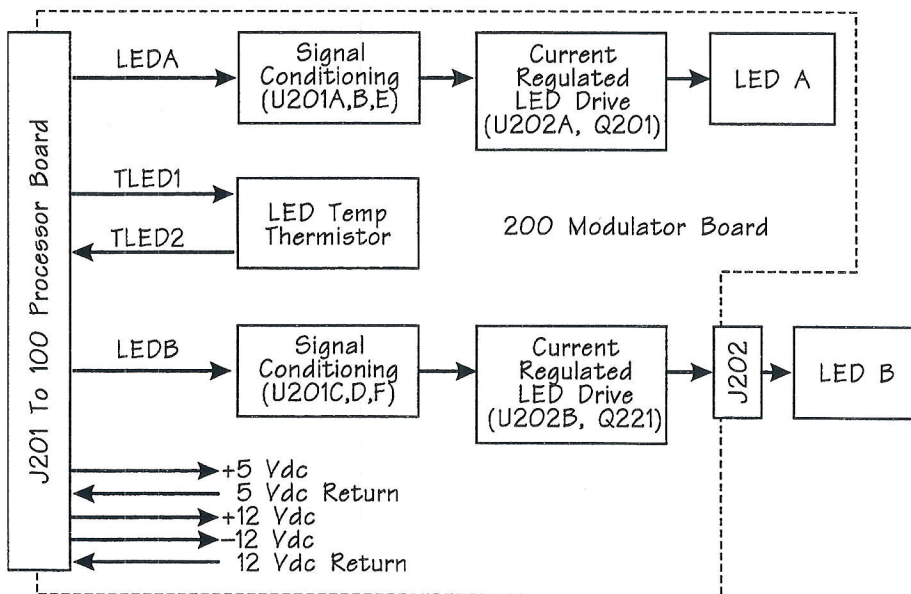 J201 To 100 Processor Board
LEDA
Signal
Conditioning
(U201A,B,E)
Current
Regulated
LED Drive
(U202A, Q201)
LED A
TLED1
TLED2
LED Temp
Thermistor
200 Modulator Board
LEDB
Signal
Conditioning
(U201C,D,F)
Current
Regulated
LED Drive
(U202B, Q221)
J202
LED B
+5 Vdc
5 Vdc Return
+12 Vdc
-12 Vdc
12 Vdc Return